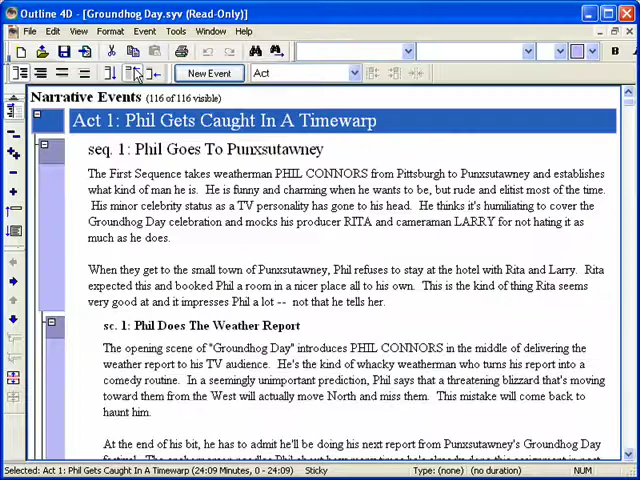 Outline 4D - [Groundhog Day.syv (Read-Only)]
File Edit View Format Event Tools Window Help
B
New Event Act
Narrative Events (116 of 116 visible)
Act 1: Phil Gets Caught In A Timewarp
seq. 1: Phil Goes To Punxsutawney
The First Sequence takes weatherman PHIL CONNORS from Pittsburgh to Punxsutawney and establishes
what kind of man he is. He is funny and charming when he wants to be, but rude and elitist most of the time.
His minor celebrity status as a TV personality has gone to his head. He thinks it's humiliating to cover the
Groundhog Day celebration and mocks his producer RITA and cameraman LARRY for not hating it as
much as he does.
When they get to the small town of Punxsutawney, Phil refuses to stay at the hotel with Rita and Larry. Rita
expected this and booked Phil a room in a nicer place all to his own. This is the kind of thing Rita seems
very good at and it impresses Phil a lot -- not that he tells her.
sc. 1: Phil Does The Weather Report
The opening scene of "Groundhog Day" introduces PHIL CONNORS in the middle of delivering the
weather report to his TV audience. He's the kind of whacky weatherman who turns his report into a
comedy routine. In a seemingly unimportant prediction, Phil says that a threatening blizzard that's moving
toward them from the West will actually move North and miss them. This mistake will come back to
haunt him.
At the end of his bit, he has to admit he'll be doing his next report from Punxsutawney's Groundhog Day
Selected: Act 1: Phil Gets Caught In A Timewarp (24:09 Minutes, 0 - 24:09) Sticky Type: (none) (no duration) NUM